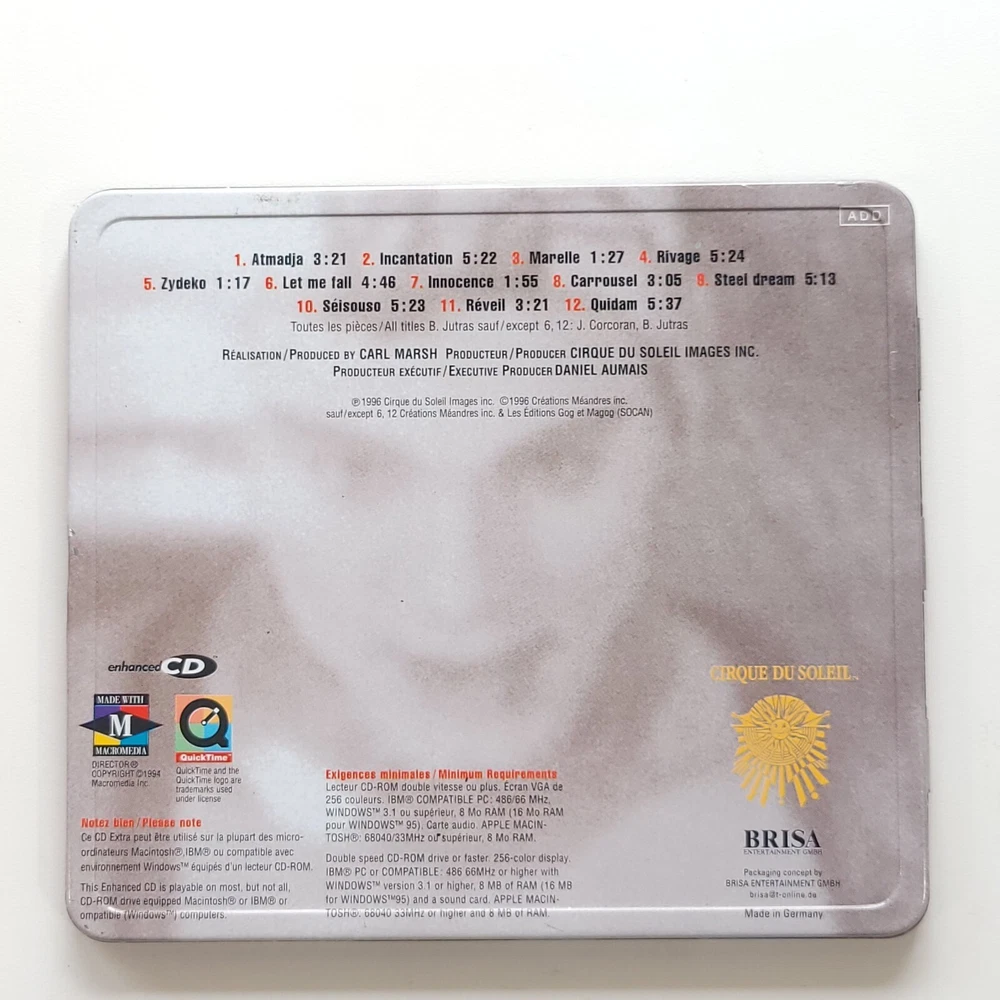 ADD
1. Atmadja 3:21 2. Incantation 5:22 3. Marelle 1:27 4. Rivage 5:24
5. Zydeko 1:17 6. Let me fall 4:46 7. Innocence 1:55 8. Carrousel 3:05 9. Steel dream 5:13
10. Séisouso 5:23 11. Réveil 3:21 12. Quidam 5:37
Toutes les pièces/All titles B. Jutras sauf/except 6, 12: J. Corcoran, B. Jutras
RÉALISATION/PRODUCED BY CARL MARSH PRODUCTEUR/PRODUCER CIRQUE DU SOLEIL IMAGES INC.
PRODUCTEUR EXÉCUTIF/EXECUTIVE PRODUCER DANIEL AUMAIS
℗1996 Cirque du Soleil Images inc. ©1996 Créations Méandres inc.
sauf/except 6, 12 Créations Méandres inc. & Les Éditions Gog et Magog (SOCAN)
enhanced CD
MADE WITH
M
MACROMEDIA
DIRECTOR®
COPYRIGHT ©1994
Macromedia Inc.
QuickTime™
QuickTime and the
QuickTime logo are
trademarks used
under license
Notez bien / Please note
Ce CD Extra peut être utilisé sur la plupart des micro-
ordinateurs Macintosh®,IBM® ou compatible avec
environnement Windows™ équipés d'un lecteur CD-ROM.
This Enhanced CD is playable on most, but not all,
CD-ROM drive equipped Macintosh® or IBM® or
ompatible (Windows™) computers.
Exigences minimales / Minimum Requirements
Lecteur CD-ROM double vitesse ou plus. Écran VGA de
256 couleurs. IBM® COMPATIBLE PC: 486/66 MHz,
WINDOWS™ 3.1 ou supérieur, 8 Mo RAM (16 Mo RAM
pour WINDOWS™ 95). Carte audio. APPLE MACIN-
TOSH®: 68040/33MHz ou supérieur, 8 Mo RAM.
Double speed CD-ROM drive or faster. 256-color display.
IBM® PC or COMPATIBLE: 486 66MHz or higher with
WINDOWS™ version 3.1 or higher, 8 MB of RAM (16 MB
for WINDOWS™95) and a sound card. APPLE MACIN-
TOSH®: 68040 33MHz or higher and 8 MB of RAM.
CIRQUE DU SOLEIL™
BRISA
ENTERTAINMENT GMBH
Packaging concept by
BRISA ENTERTAINMENT GMBH
brisa@t-online.de
Made in Germany